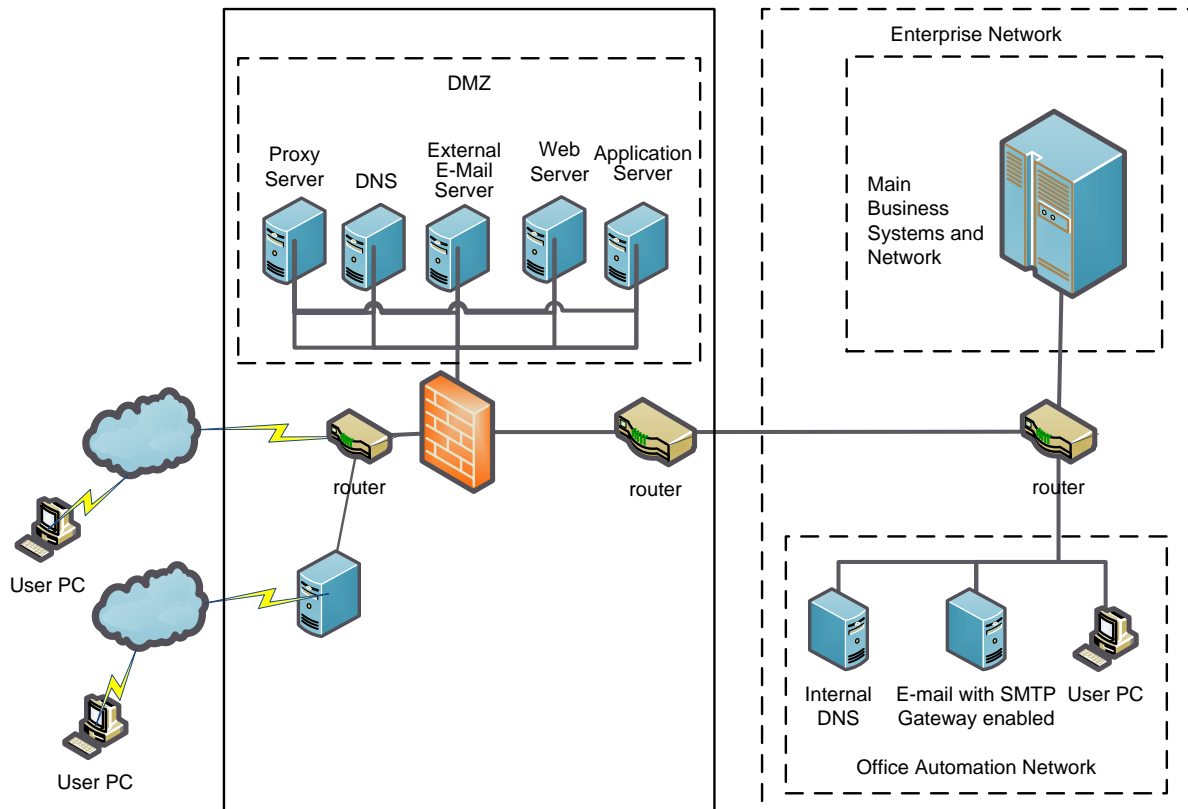 Enterprise Network
DMZ
Proxy
Server
DNS
External
E-Mail
Server
Web
Server
Application
Server
Main
Business
Systems and
Network
router
router
router
User PC
User PC
Internal
DNS
E-mail with SMTP
Gateway enabled
User PC
Office Automation Network